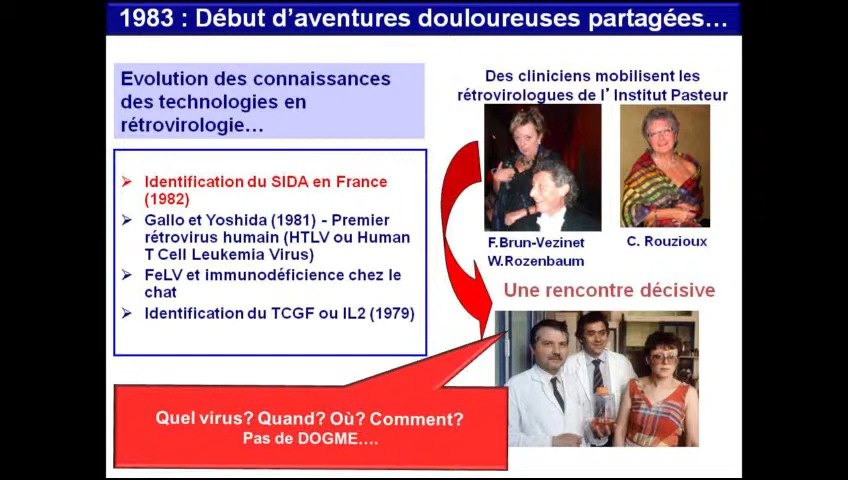 1983 : Début d’aventures douloureuses partagées…
Evolution des connaissances
des technologies en
rétrovirologie…
Des cliniciens mobilisent les
rétrovirologues de l’ Institut Pasteur
➢ Identification du SIDA en France
(1982)
➢ Gallo et Yoshida (1981) - Premier
rétrovirus humain (HTLV ou Human
T Cell Leukemia Virus)
➢ FeLV et immunodéficience chez le
chat
➢ Identification du TCGF ou IL2 (1979)
F.Brun-Vezinet
W.Rozenbaum
C. Rouzioux
Une rencontre décisive
Quel virus? Quand? Où? Comment?
Pas de DOGME….